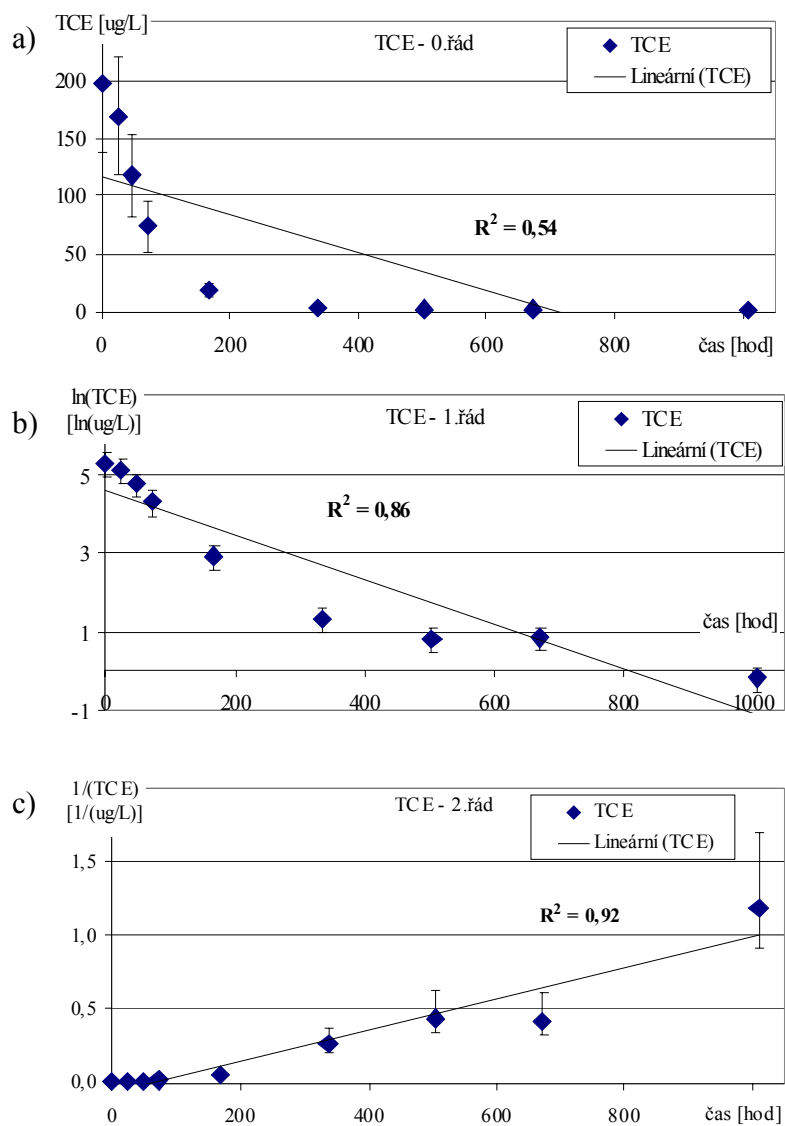 a)
TCE [ug/L]
TCE - 0.řád
TCE
Lineární (TCE)
200
150
100
50
0
R² = 0,54
0 200 400 600 800 čas [hod]
b)
ln(TCE)
[ln(ug/L)]
TCE - 1.řád
TCE
Lineární (TCE)
5
3
1
-1
R² = 0,86
čas [hod]
0 200 400 600 800 1000
c)
1/(TCE)
[1/(ug/L)]
TCE - 2.řád
TCE
Lineární (TCE)
1,5
1,0
0,5
0,0
R² = 0,92
0 200 400 600 800 čas [hod]